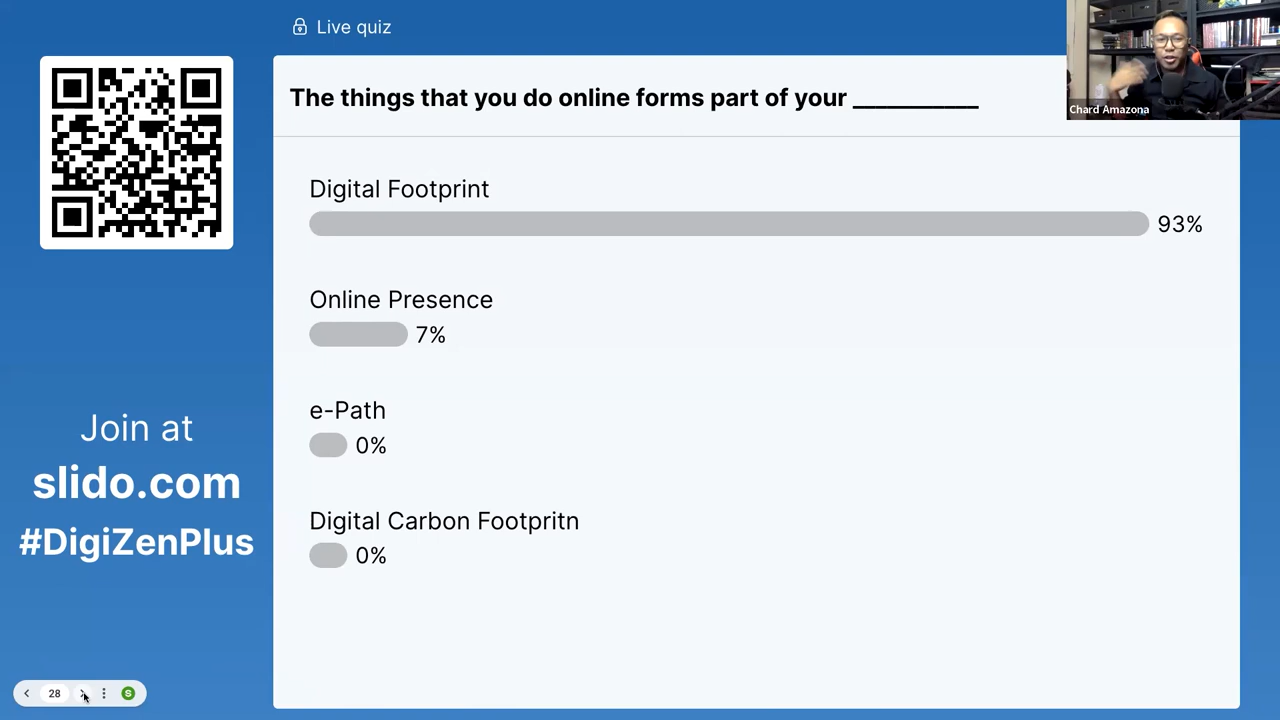 Live quiz
Chard Amazona
The things that you do online forms part of your ___________
Digital Footprint
93%
Online Presence
7%
e-Path
0%
Digital Carbon Footpritn
0%
Join at
slido.com
#DigiZenPlus
28
S